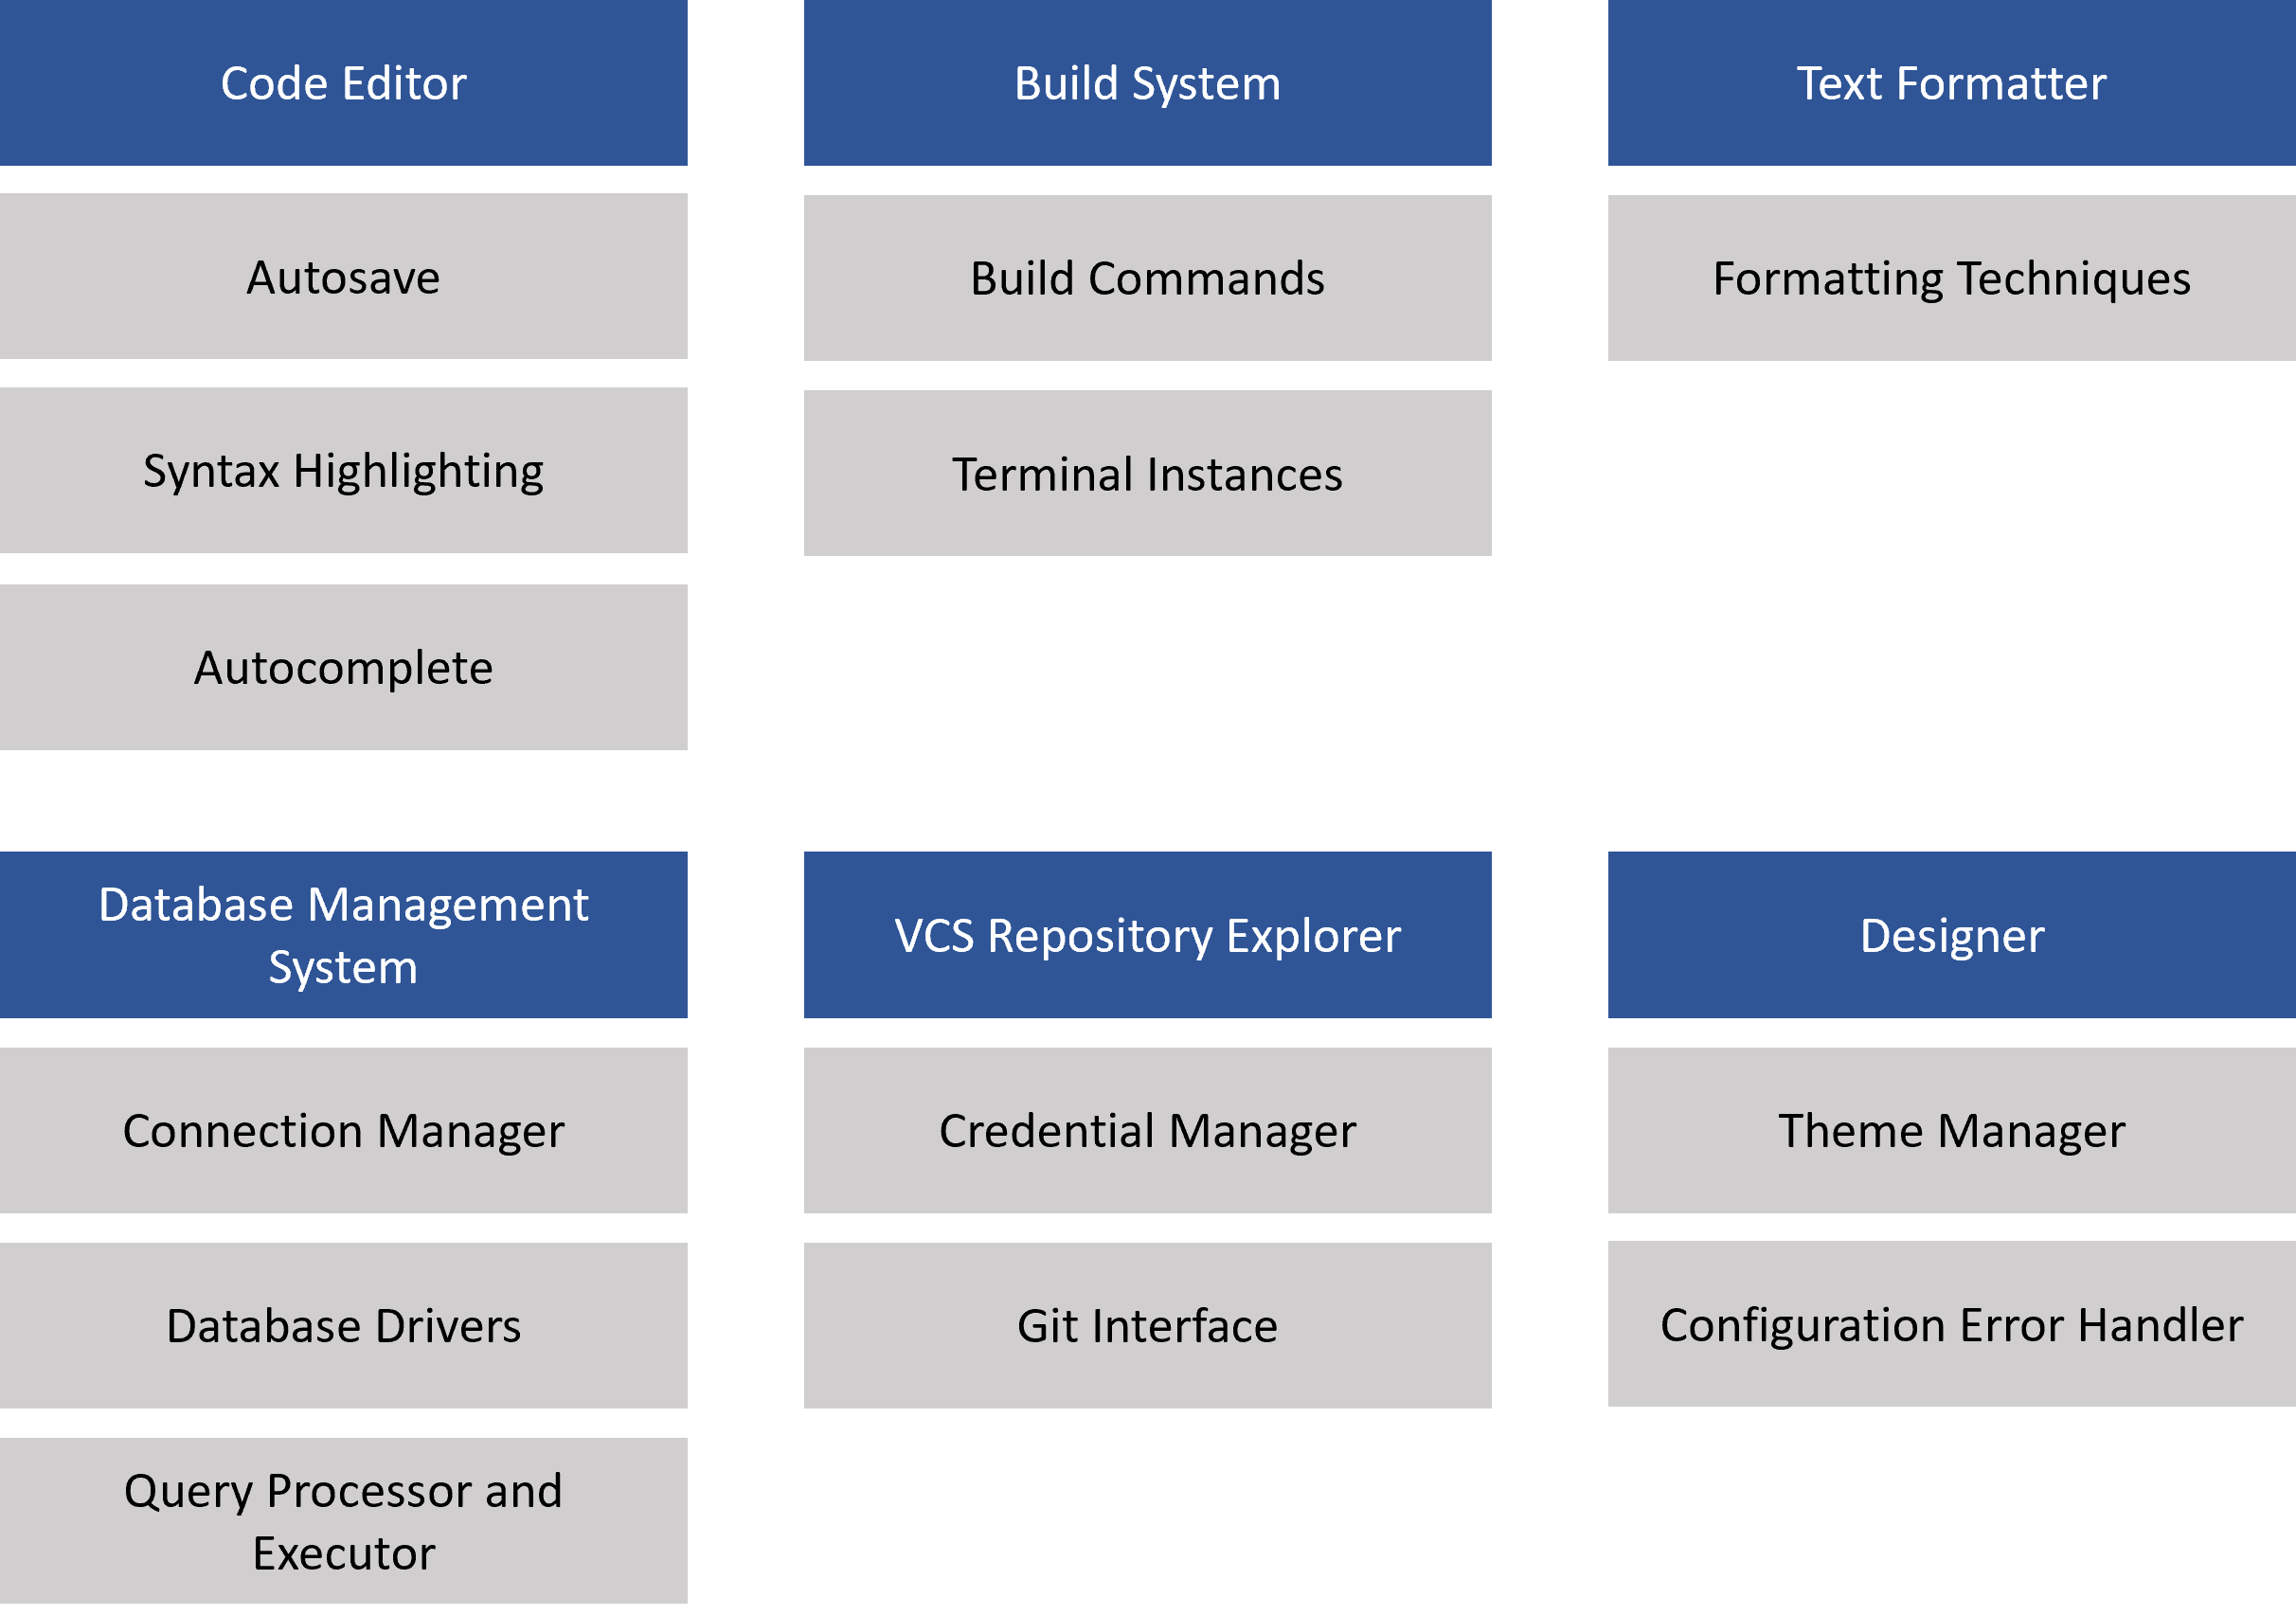 Code Editor
Autosave
Syntax Highlighting
Autocomplete
Build System
Build Commands
Terminal Instances
Text Formatter
Formatting Techniques
Database Management
System
Connection Manager
Database Drivers
Query Processor and
Executor
VCS Repository Explorer
Credential Manager
Git Interface
Designer
Theme Manager
Configuration Error Handler